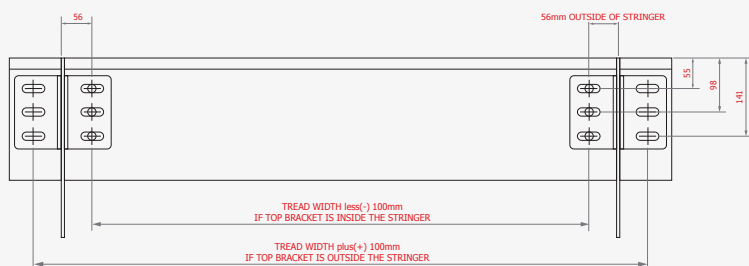 56
56mm OUTSIDE OF STRINGER
55
98
141
TREAD WIDTH less(-) 100mm
IF TOP BRACKET IS INSIDE THE STRINGER
TREAD WIDTH plus(+) 100mm
IF TOP BRACKET IS OUTSIDE THE STRINGER